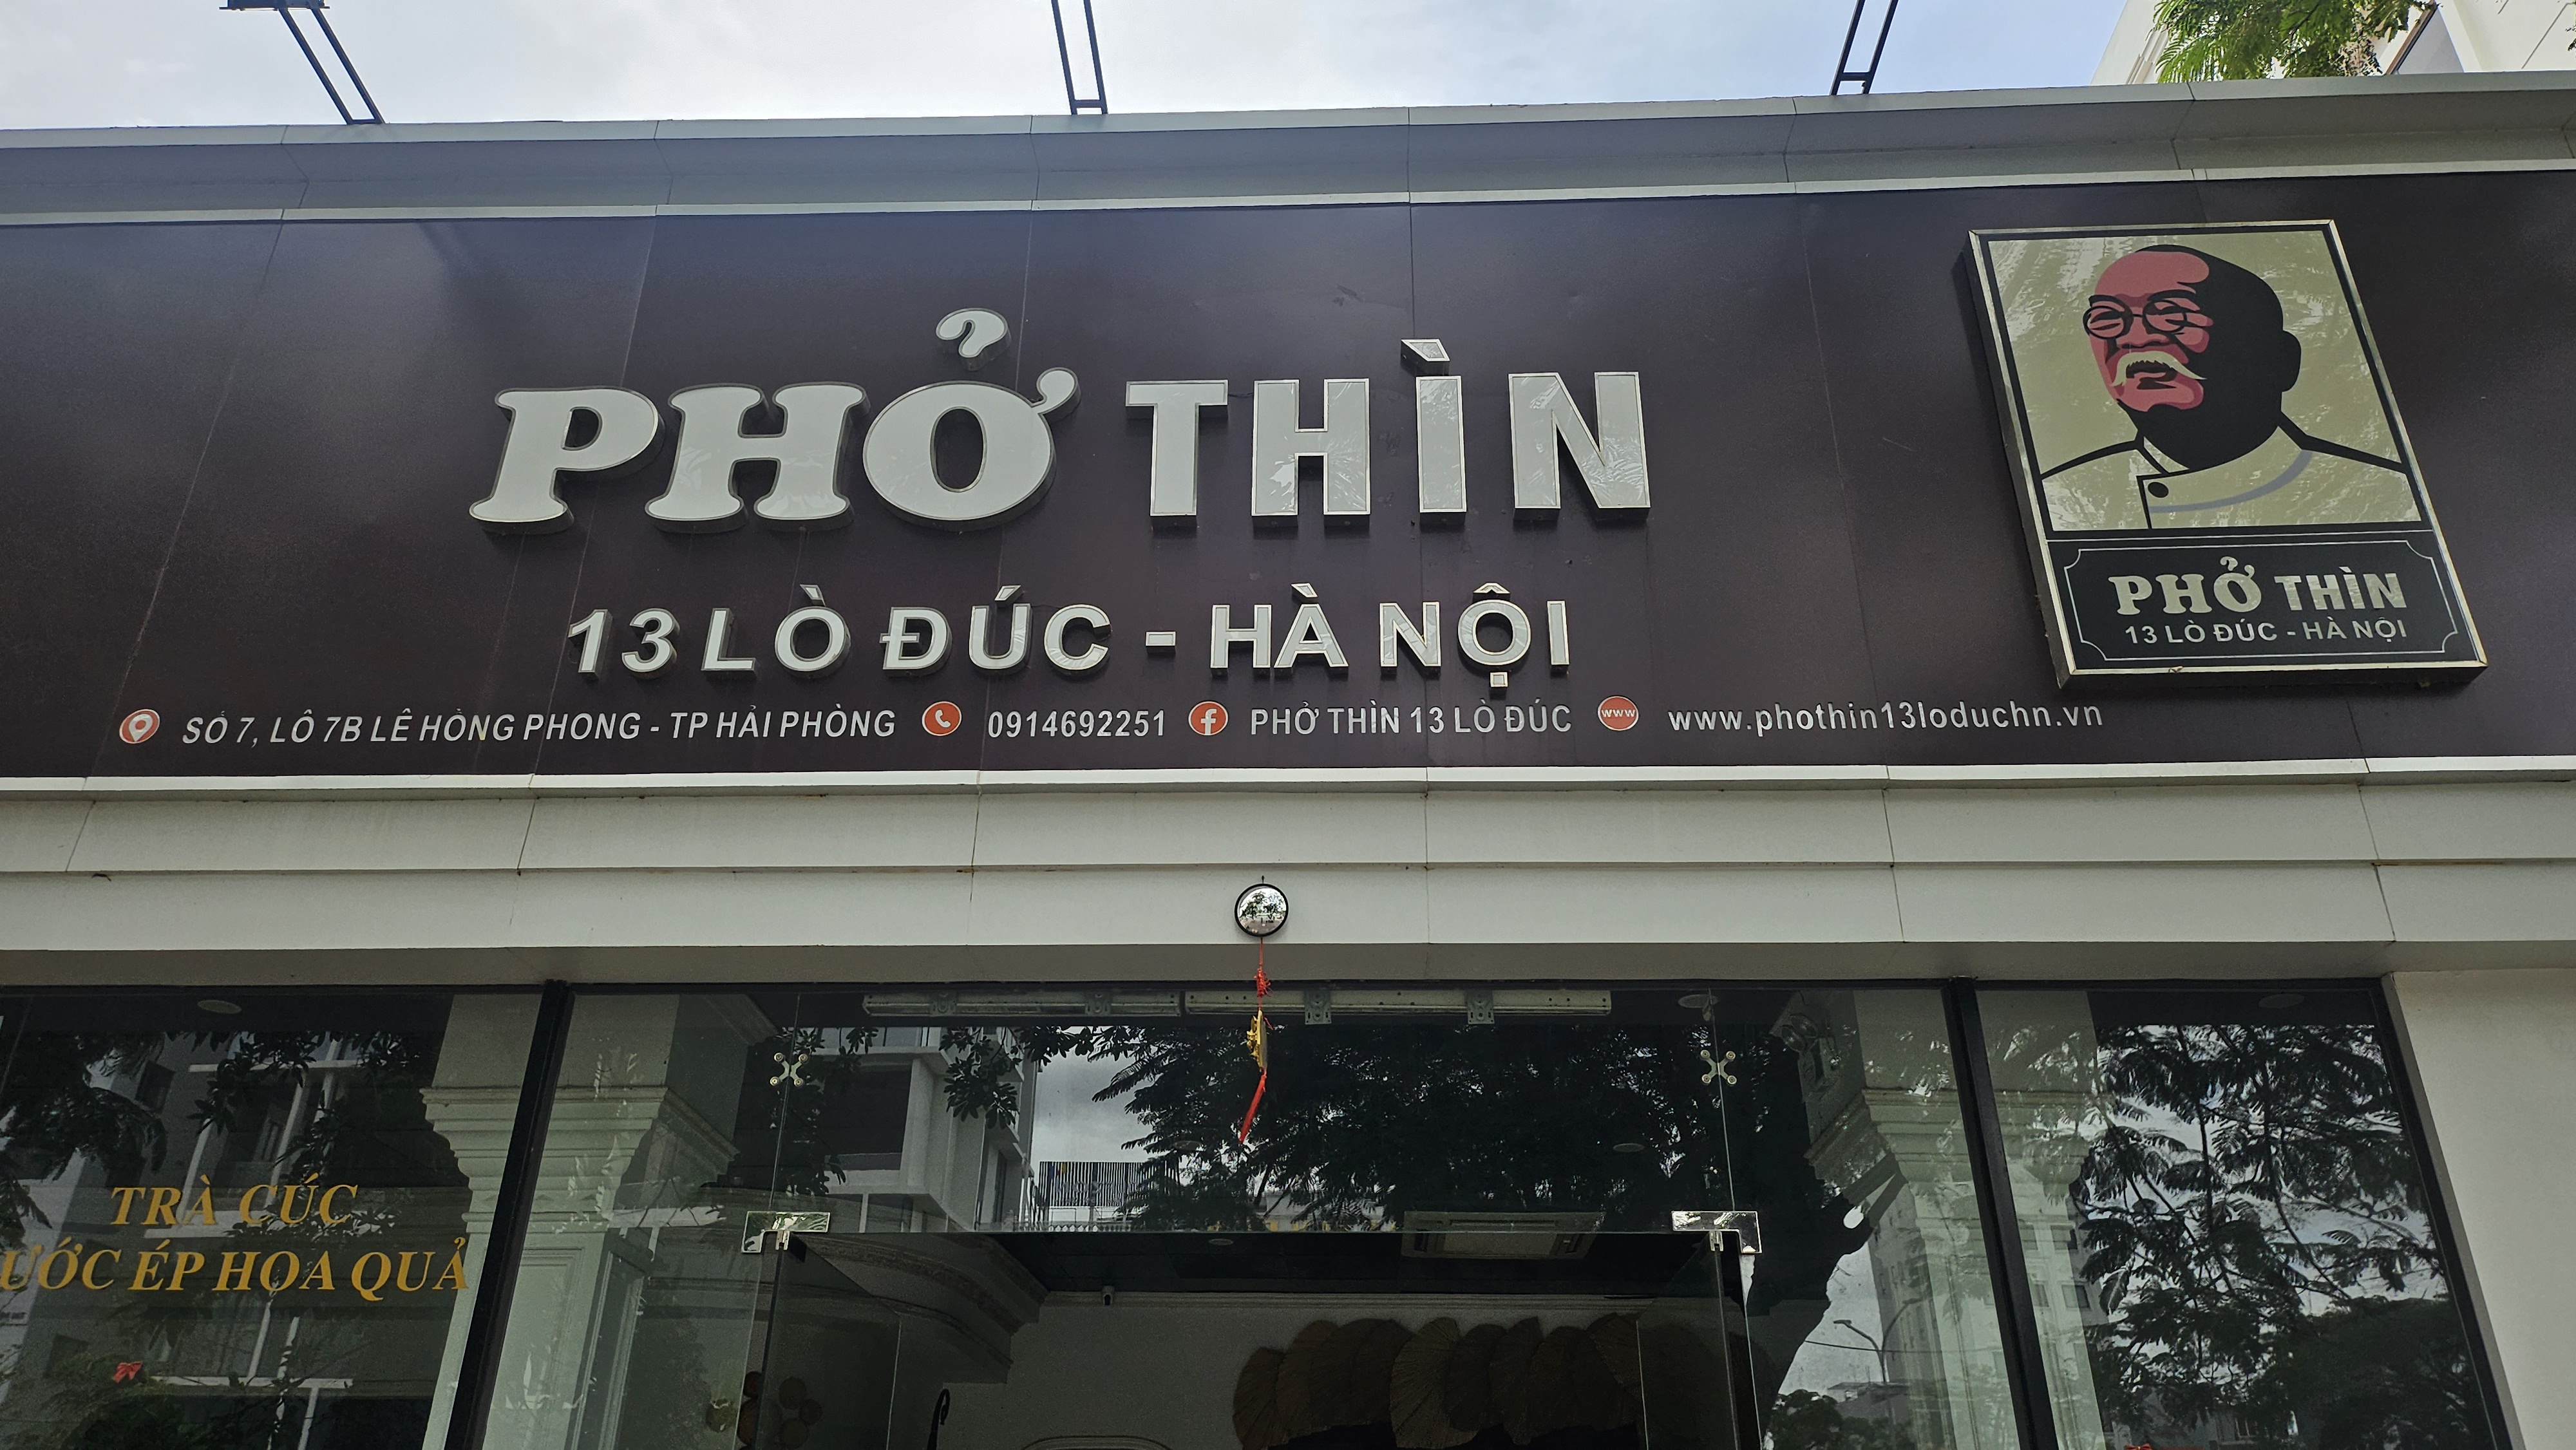 PHỞ THÌN
13 LÒ ĐÚC - HÀ NỘI
SỐ 7, LÔ 7B LÊ HỒNG PHONG - TP HẢI PHÒNG 0914692251 f PHỞ THÌN 13 LÒ ĐÚC www www.phothin13loduchn.vn
PHỞ THÌN
13 LÒ ĐÚC - HÀ NỘI
TRÀ CÚC
ƯỚC ÉP HOA QUẢ